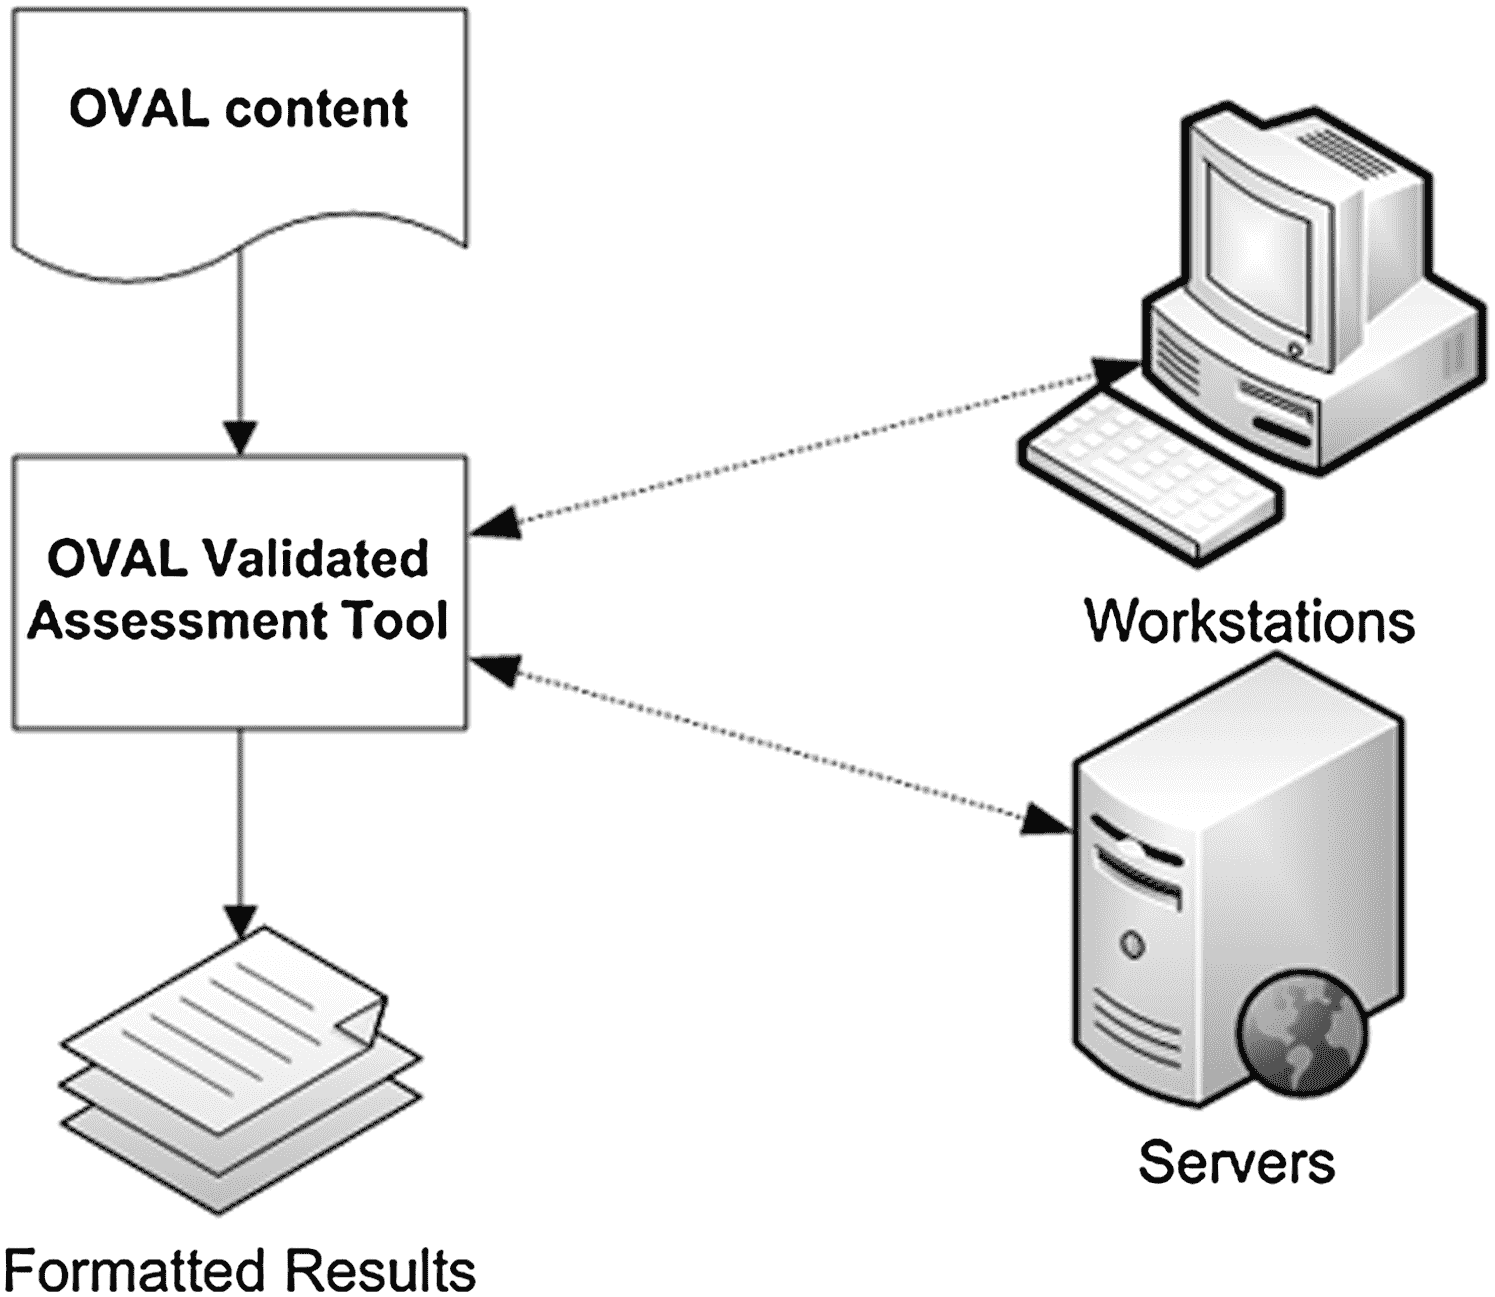 OVAL content
OVAL Validated
Assessment Tool
Workstations
Servers
Formatted Results